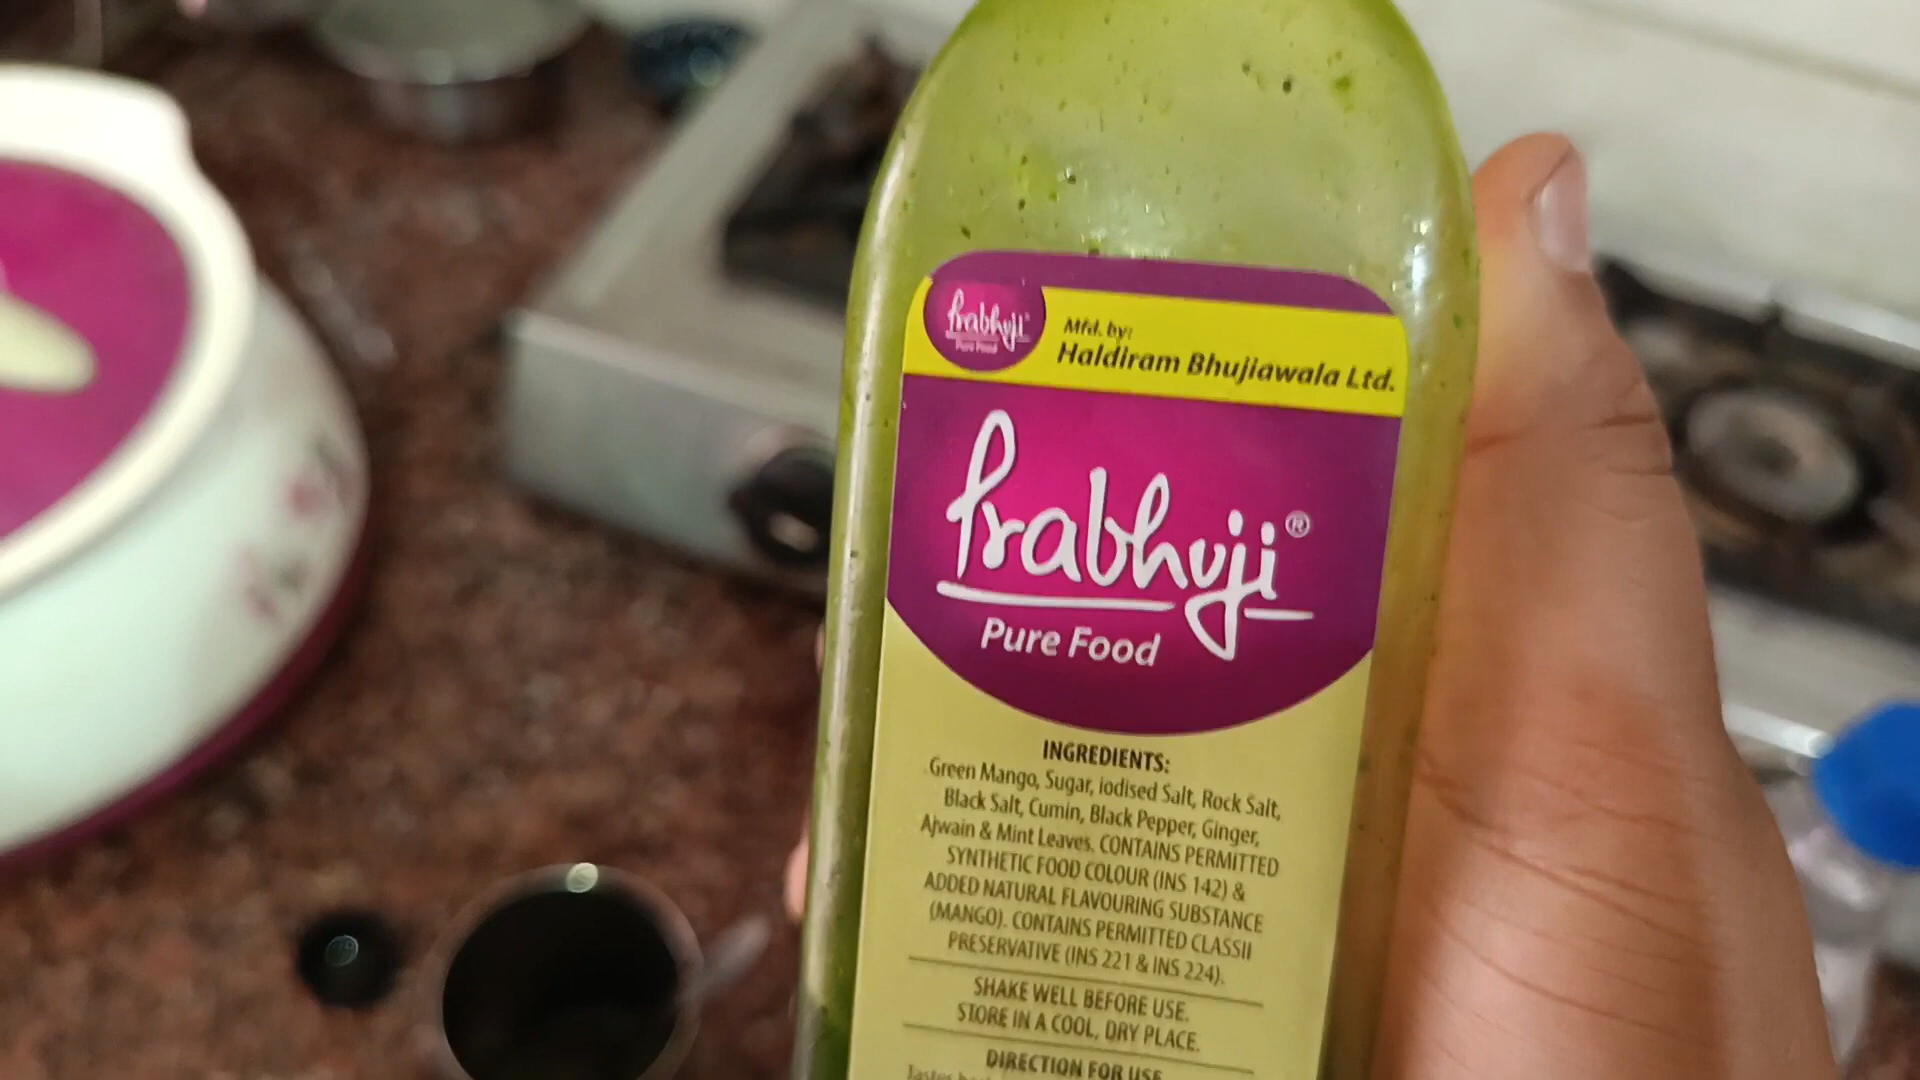 Prabhuji
Pure Food
Mfd. by:
Haldiram Bhujiawala Ltd.
Prabhuji®
Pure Food
INGREDIENTS:
Green Mango, Sugar, iodised Salt, Rock Salt,
Black Salt, Cumin, Black Pepper, Ginger,
Ajwain & Mint Leaves. CONTAINS PERMITTED
SYNTHETIC FOOD COLOUR (INS 142) &
ADDED NATURAL FLAVOURING SUBSTANCE
(MANGO). CONTAINS PERMITTED CLASSII
PRESERVATIVE (INS 221 & INS 224).
SHAKE WELL BEFORE USE.
STORE IN A COOL, DRY PLACE.
DIRECTION FOR USE